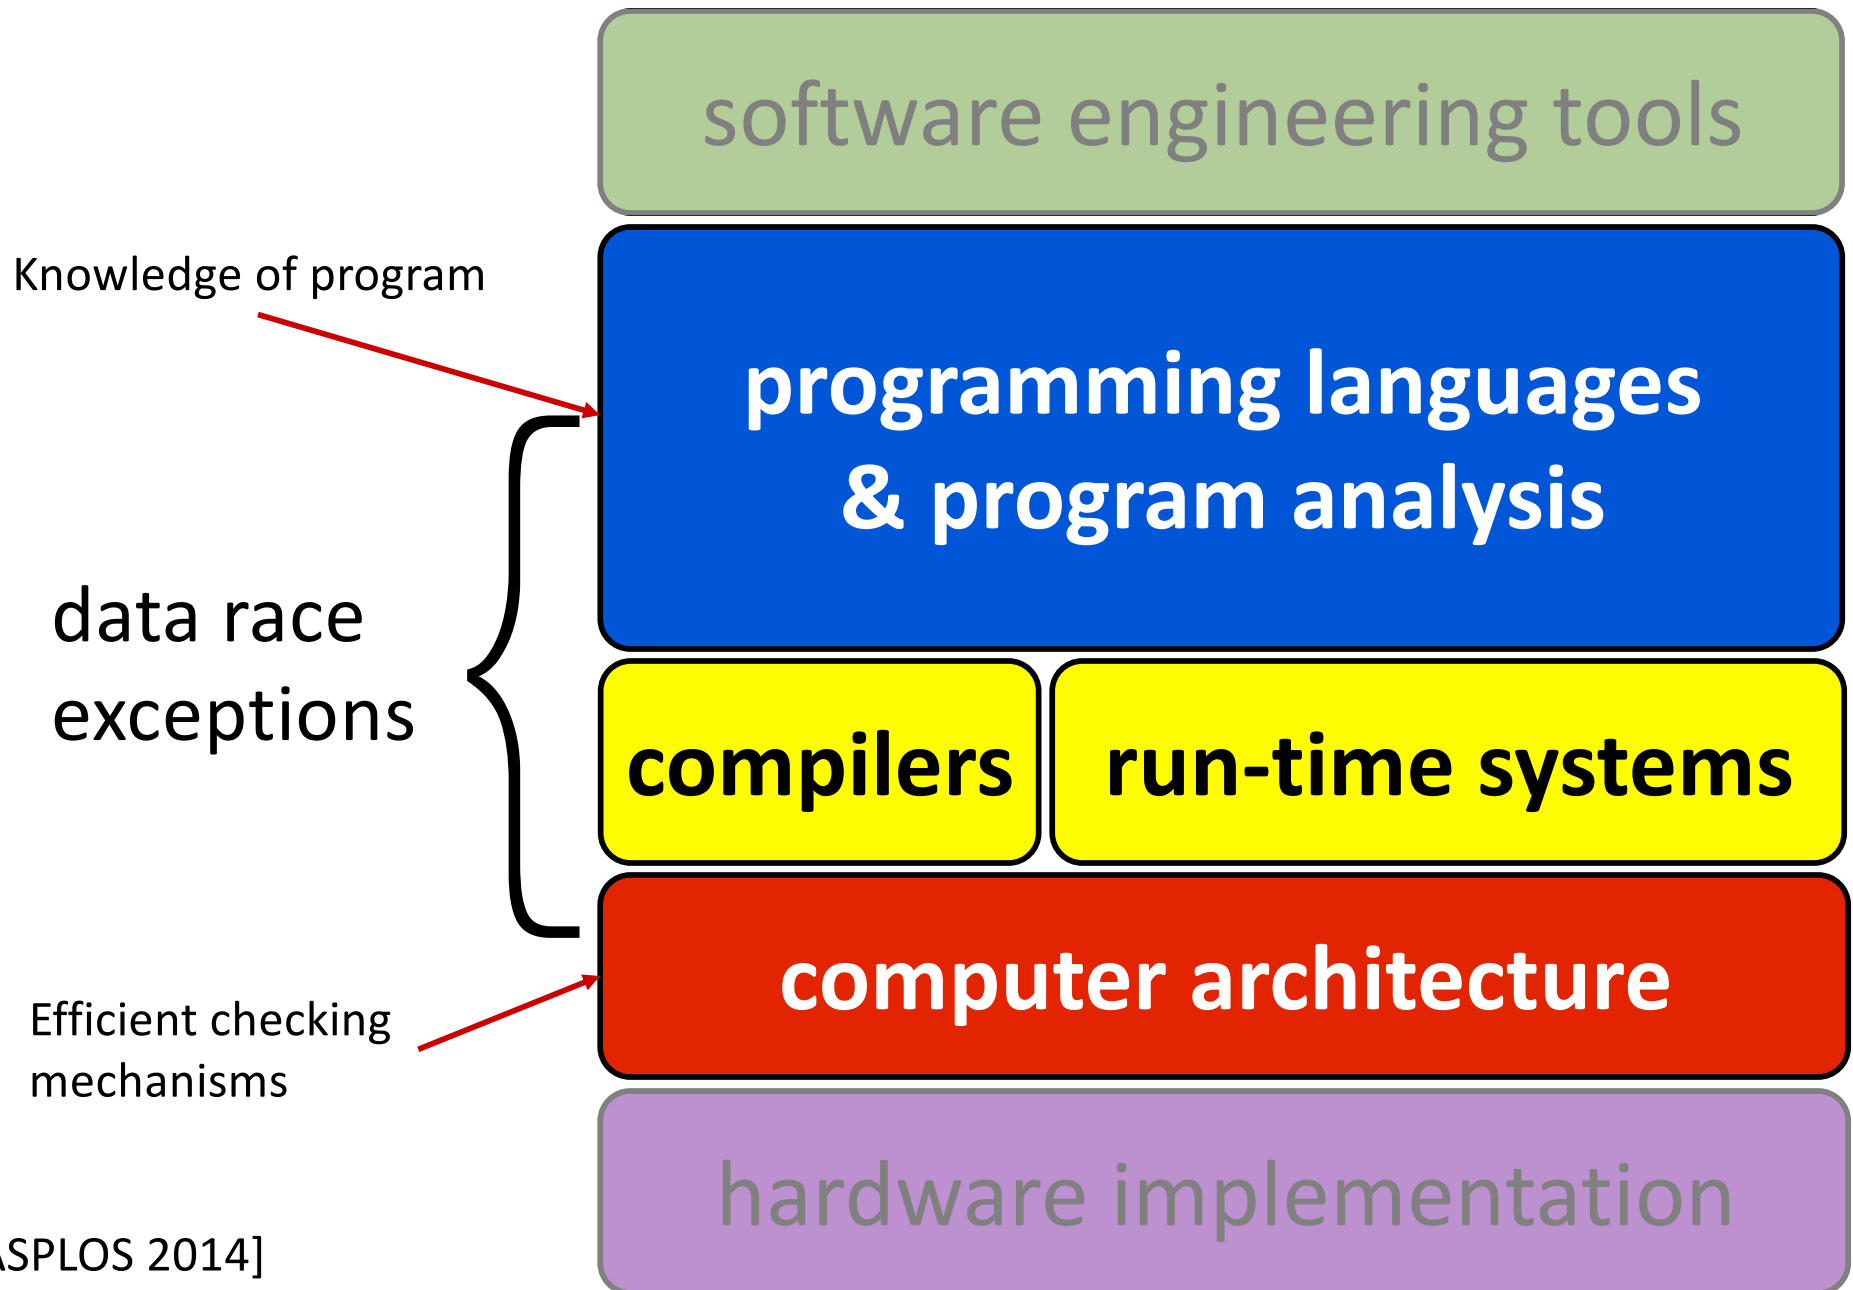 software engineering tools
Knowledge of program
programming languages
& program analysis
data race
exceptions
compilers
run-time systems
computer architecture
Efficient checking
mechanisms
hardware implementation
ASPLOS 2014]